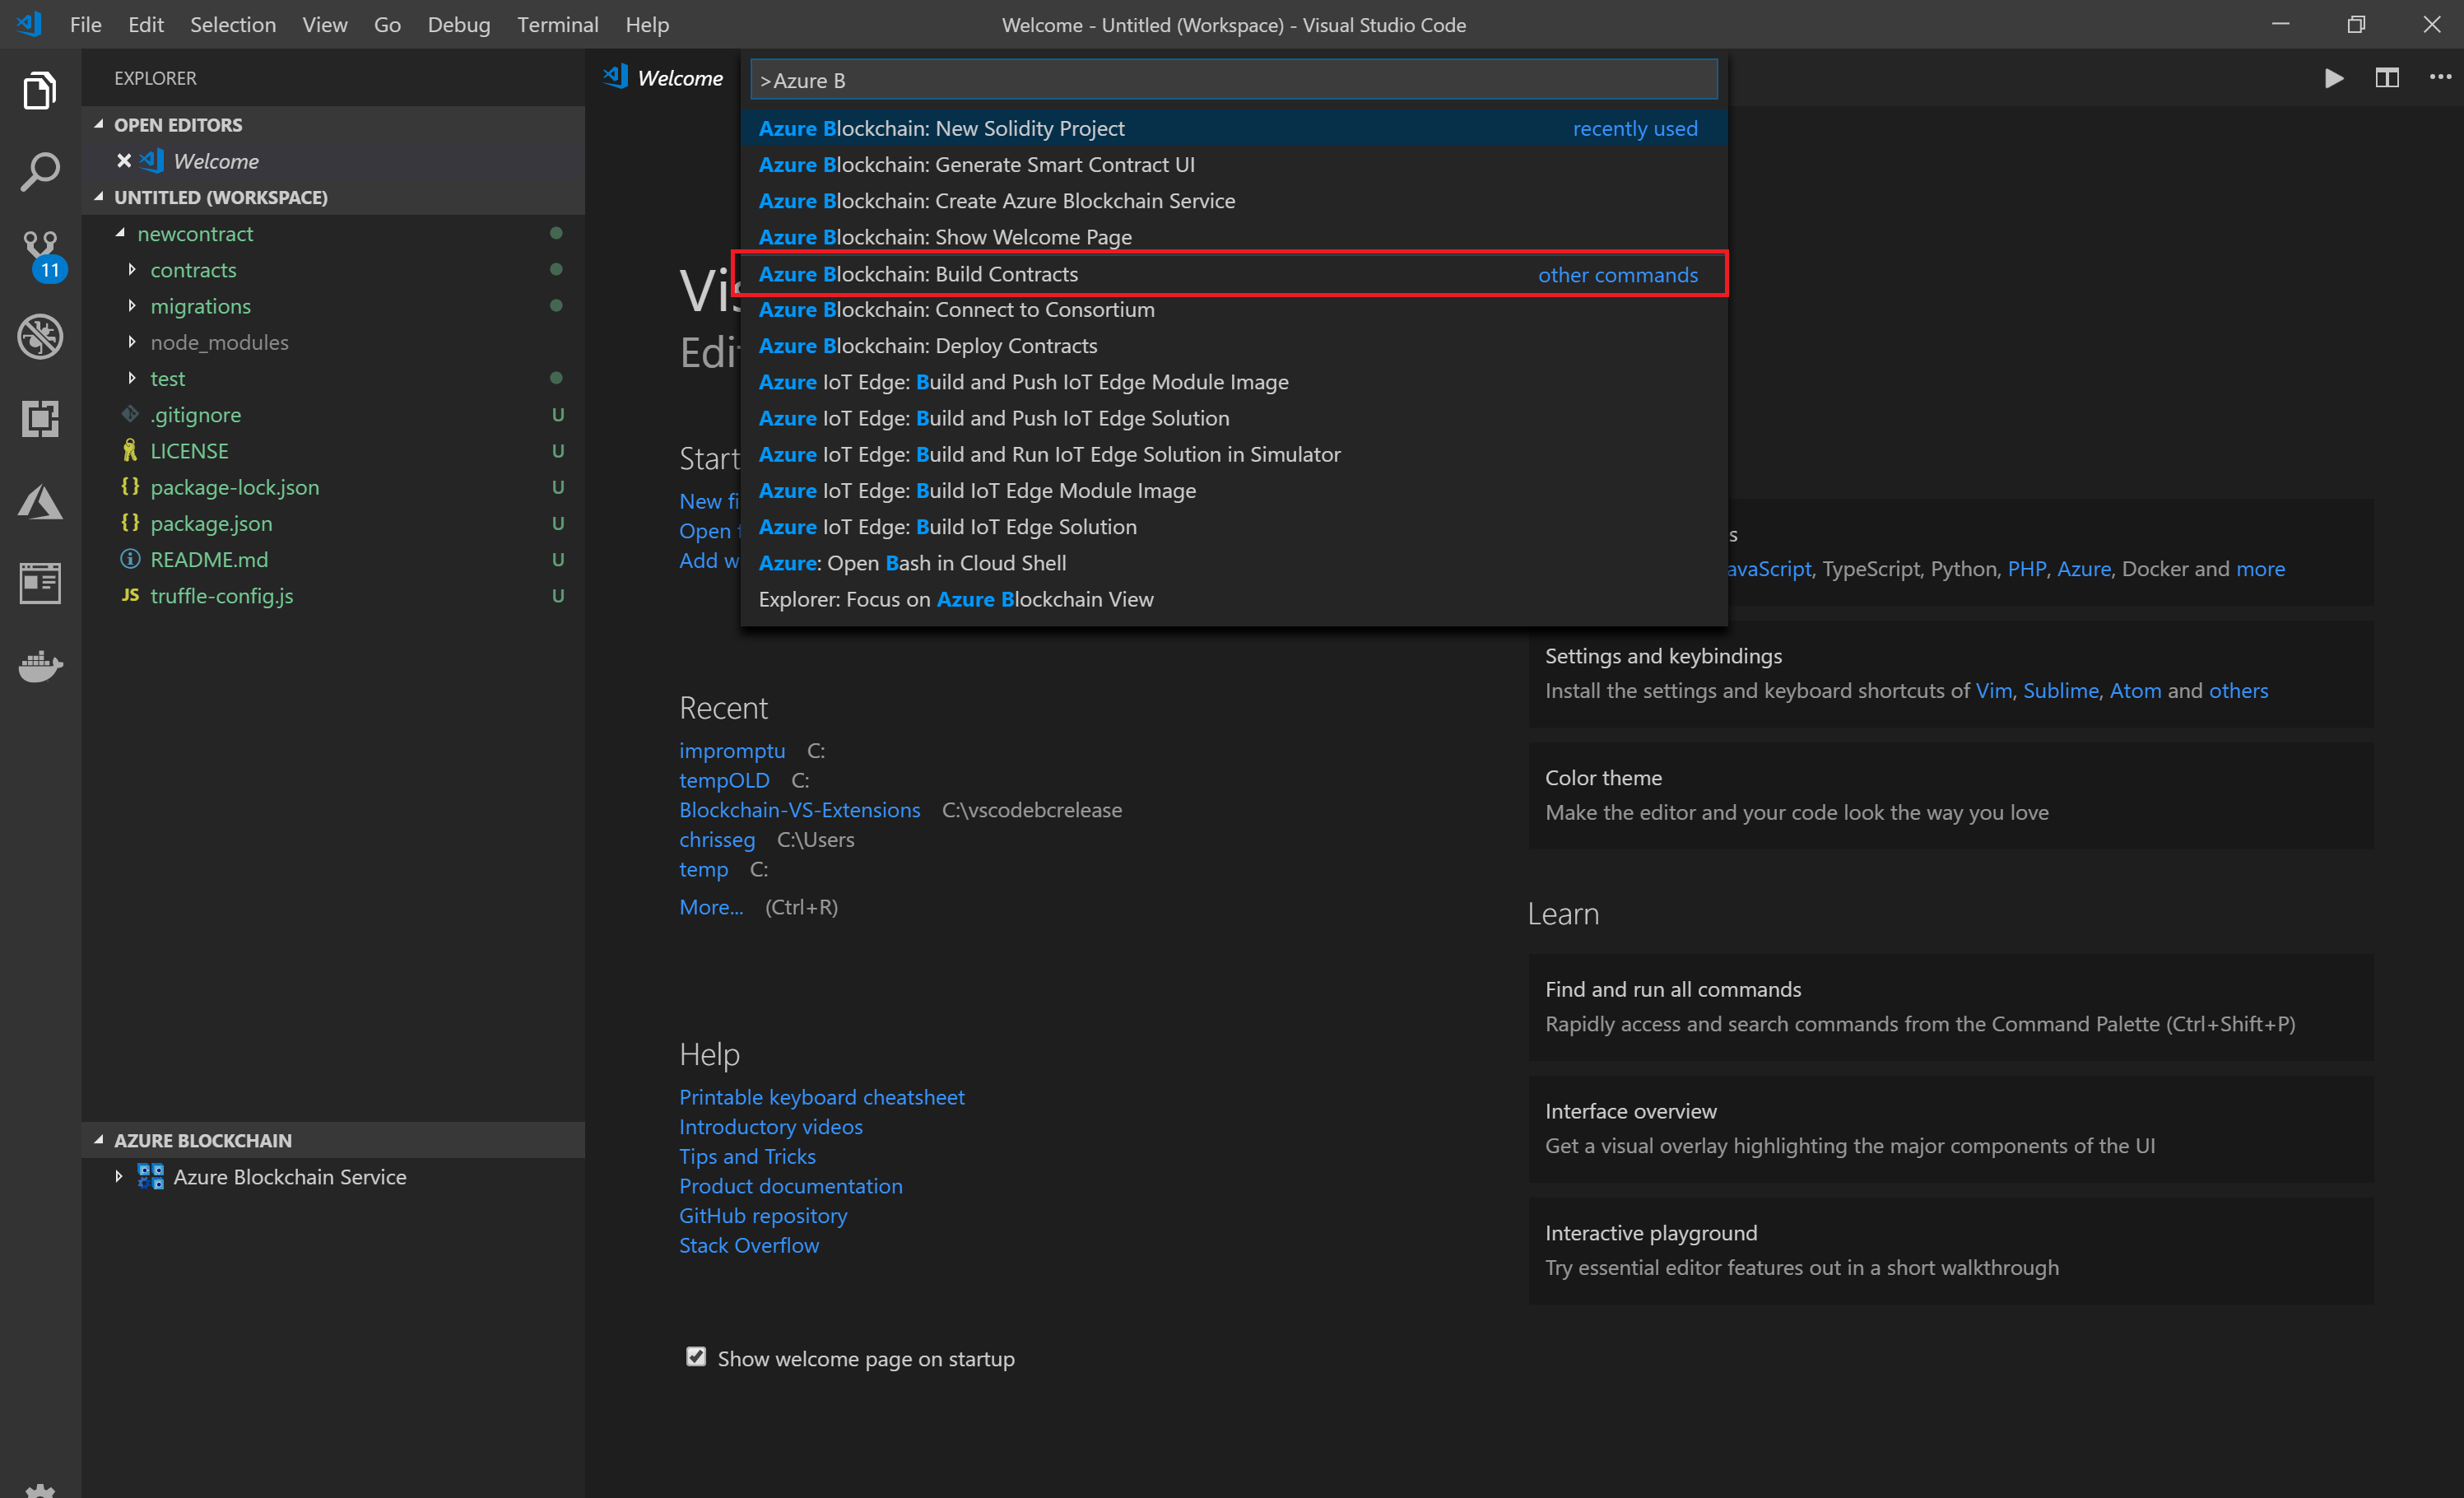 File Edit Selection View Go Debug Terminal Help
Welcome - Untitled (Workspace) - Visual Studio Code
EXPLORER
OPEN EDITORS
Welcome
UNTITLED (WORKSPACE)
newcontract
contracts
migrations
node_modules
test
.gitignore U
LICENSE U
package-lock.json U
package.json U
README.md U
JS truffle-config.js U
11
AZURE BLOCKCHAIN
Azure Blockchain Service
Welcome
>Azure B
Azure Blockchain: New Solidity Project recently used
Azure Blockchain: Generate Smart Contract UI
Azure Blockchain: Create Azure Blockchain Service
Azure Blockchain: Show Welcome Page
Azure Blockchain: Build Contracts other commands
Azure Blockchain: Connect to Consortium
Azure Blockchain: Deploy Contracts
Azure IoT Edge: Build and Push IoT Edge Module Image
Azure IoT Edge: Build and Push IoT Edge Solution
Azure IoT Edge: Build and Run IoT Edge Solution in Simulator
Azure IoT Edge: Build IoT Edge Module Image
Azure IoT Edge: Build IoT Edge Solution
Azure: Open Bash in Cloud Shell
Explorer: Focus on Azure Blockchain View
Start
New
Open
Add
Recent
impromptu C:
tempOLD C:
Blockchain-VS-Extensions C:\vscodebcrelease
chrisseg C:\Users
temp C:
More... (Ctrl+R)
Help
Printable keyboard cheatsheet
Introductory videos
Tips and Tricks
Product documentation
GitHub repository
Stack Overflow
Show welcome page on startup
TypeScript, Python, PHP, Azure, Docker and more
Settings and keybindings
Install the settings and keyboard shortcuts of Vim, Sublime, Atom and others
Color theme
Make the editor and your code look the way you love
Learn
Find and run all commands
Rapidly access and search commands from the Command Palette (Ctrl+Shift+P)
Interface overview
Get a visual overlay highlighting the major components of the UI
Interactive playground
Try essential editor features out in a short walkthrough